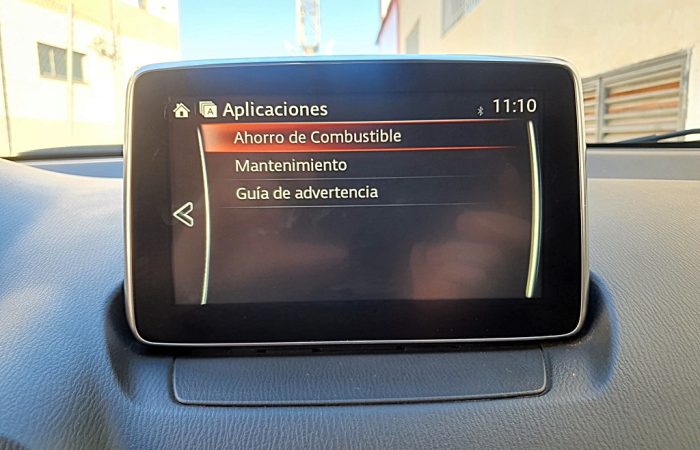 Aplicaciones
11:10
Ahorro de Combustible
Mantenimiento
Guía de advertencia